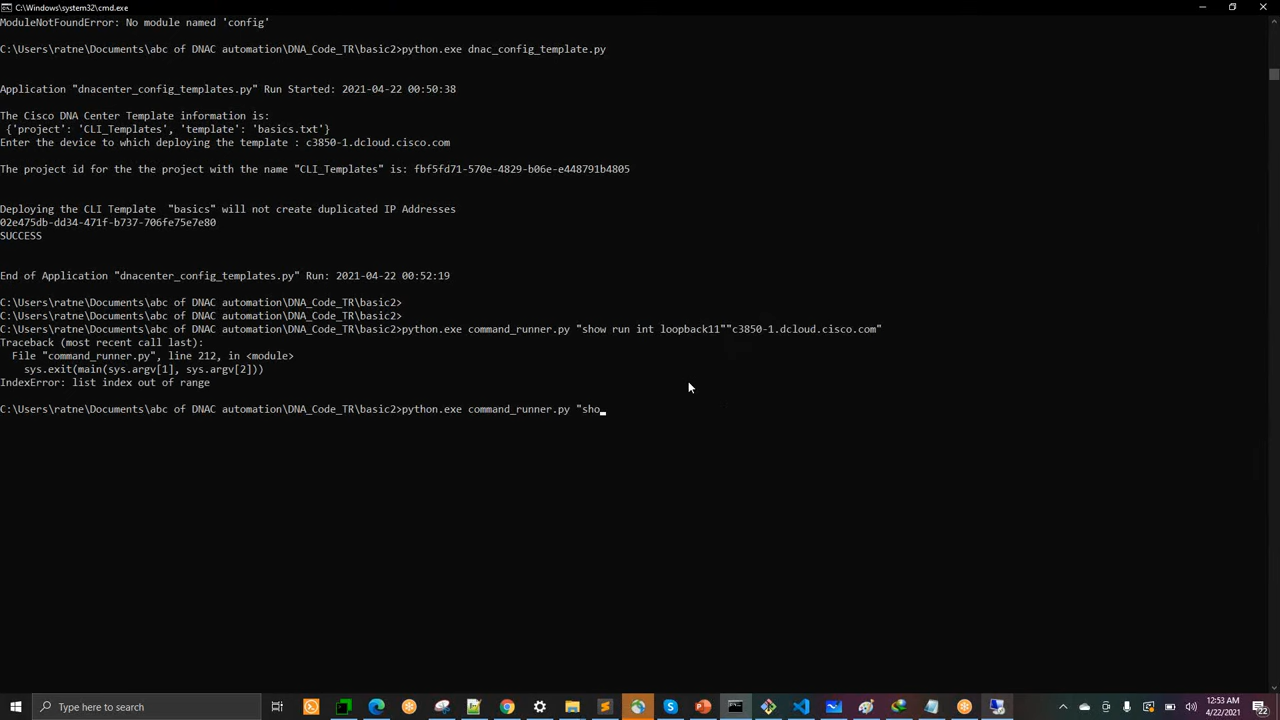 C:\Windows\system32\cmd.exe
ModuleNotFoundError: No module named 'config'
C:\Users\ratne\Documents\abc of DNAC automation\DNA_Code_TR\basic2>python.exe dnac_config_template.py
Application "dnacenter_config_templates.py" Run Started: 2021-04-22 00:50:38
The Cisco DNA Center Template information is:
{'project': 'CLI_Templates', 'template': 'basics.txt'}
Enter the device to which deploying the template : c3850-1.dcloud.cisco.com
The project id for the the project with the name "CLI_Templates" is: fbf5fd71-570e-4829-b06e-e448791b4805
Deploying the CLI Template  "basics" will not create duplicated IP Addresses
02e475db-dd34-471f-b737-706fe75e7e80
SUCCESS
End of Application "dnacenter_config_templates.py" Run: 2021-04-22 00:52:19
C:\Users\ratne\Documents\abc of DNAC automation\DNA_Code_TR\basic2>
C:\Users\ratne\Documents\abc of DNAC automation\DNA_Code_TR\basic2>
C:\Users\ratne\Documents\abc of DNAC automation\DNA_Code_TR\basic2>python.exe command_runner.py "show run int loopback11""c3850-1.dcloud.cisco.com"
Traceback (most recent call last):
File "command_runner.py", line 212, in <module>
sys.exit(main(sys.argv[1], sys.argv[2]))
IndexError: list index out of range
C:\Users\ratne\Documents\abc of DNAC automation\DNA_Code_TR\basic2>python.exe command_runner.py "sho_
Type here to search
12:53 AM
4/22/2021